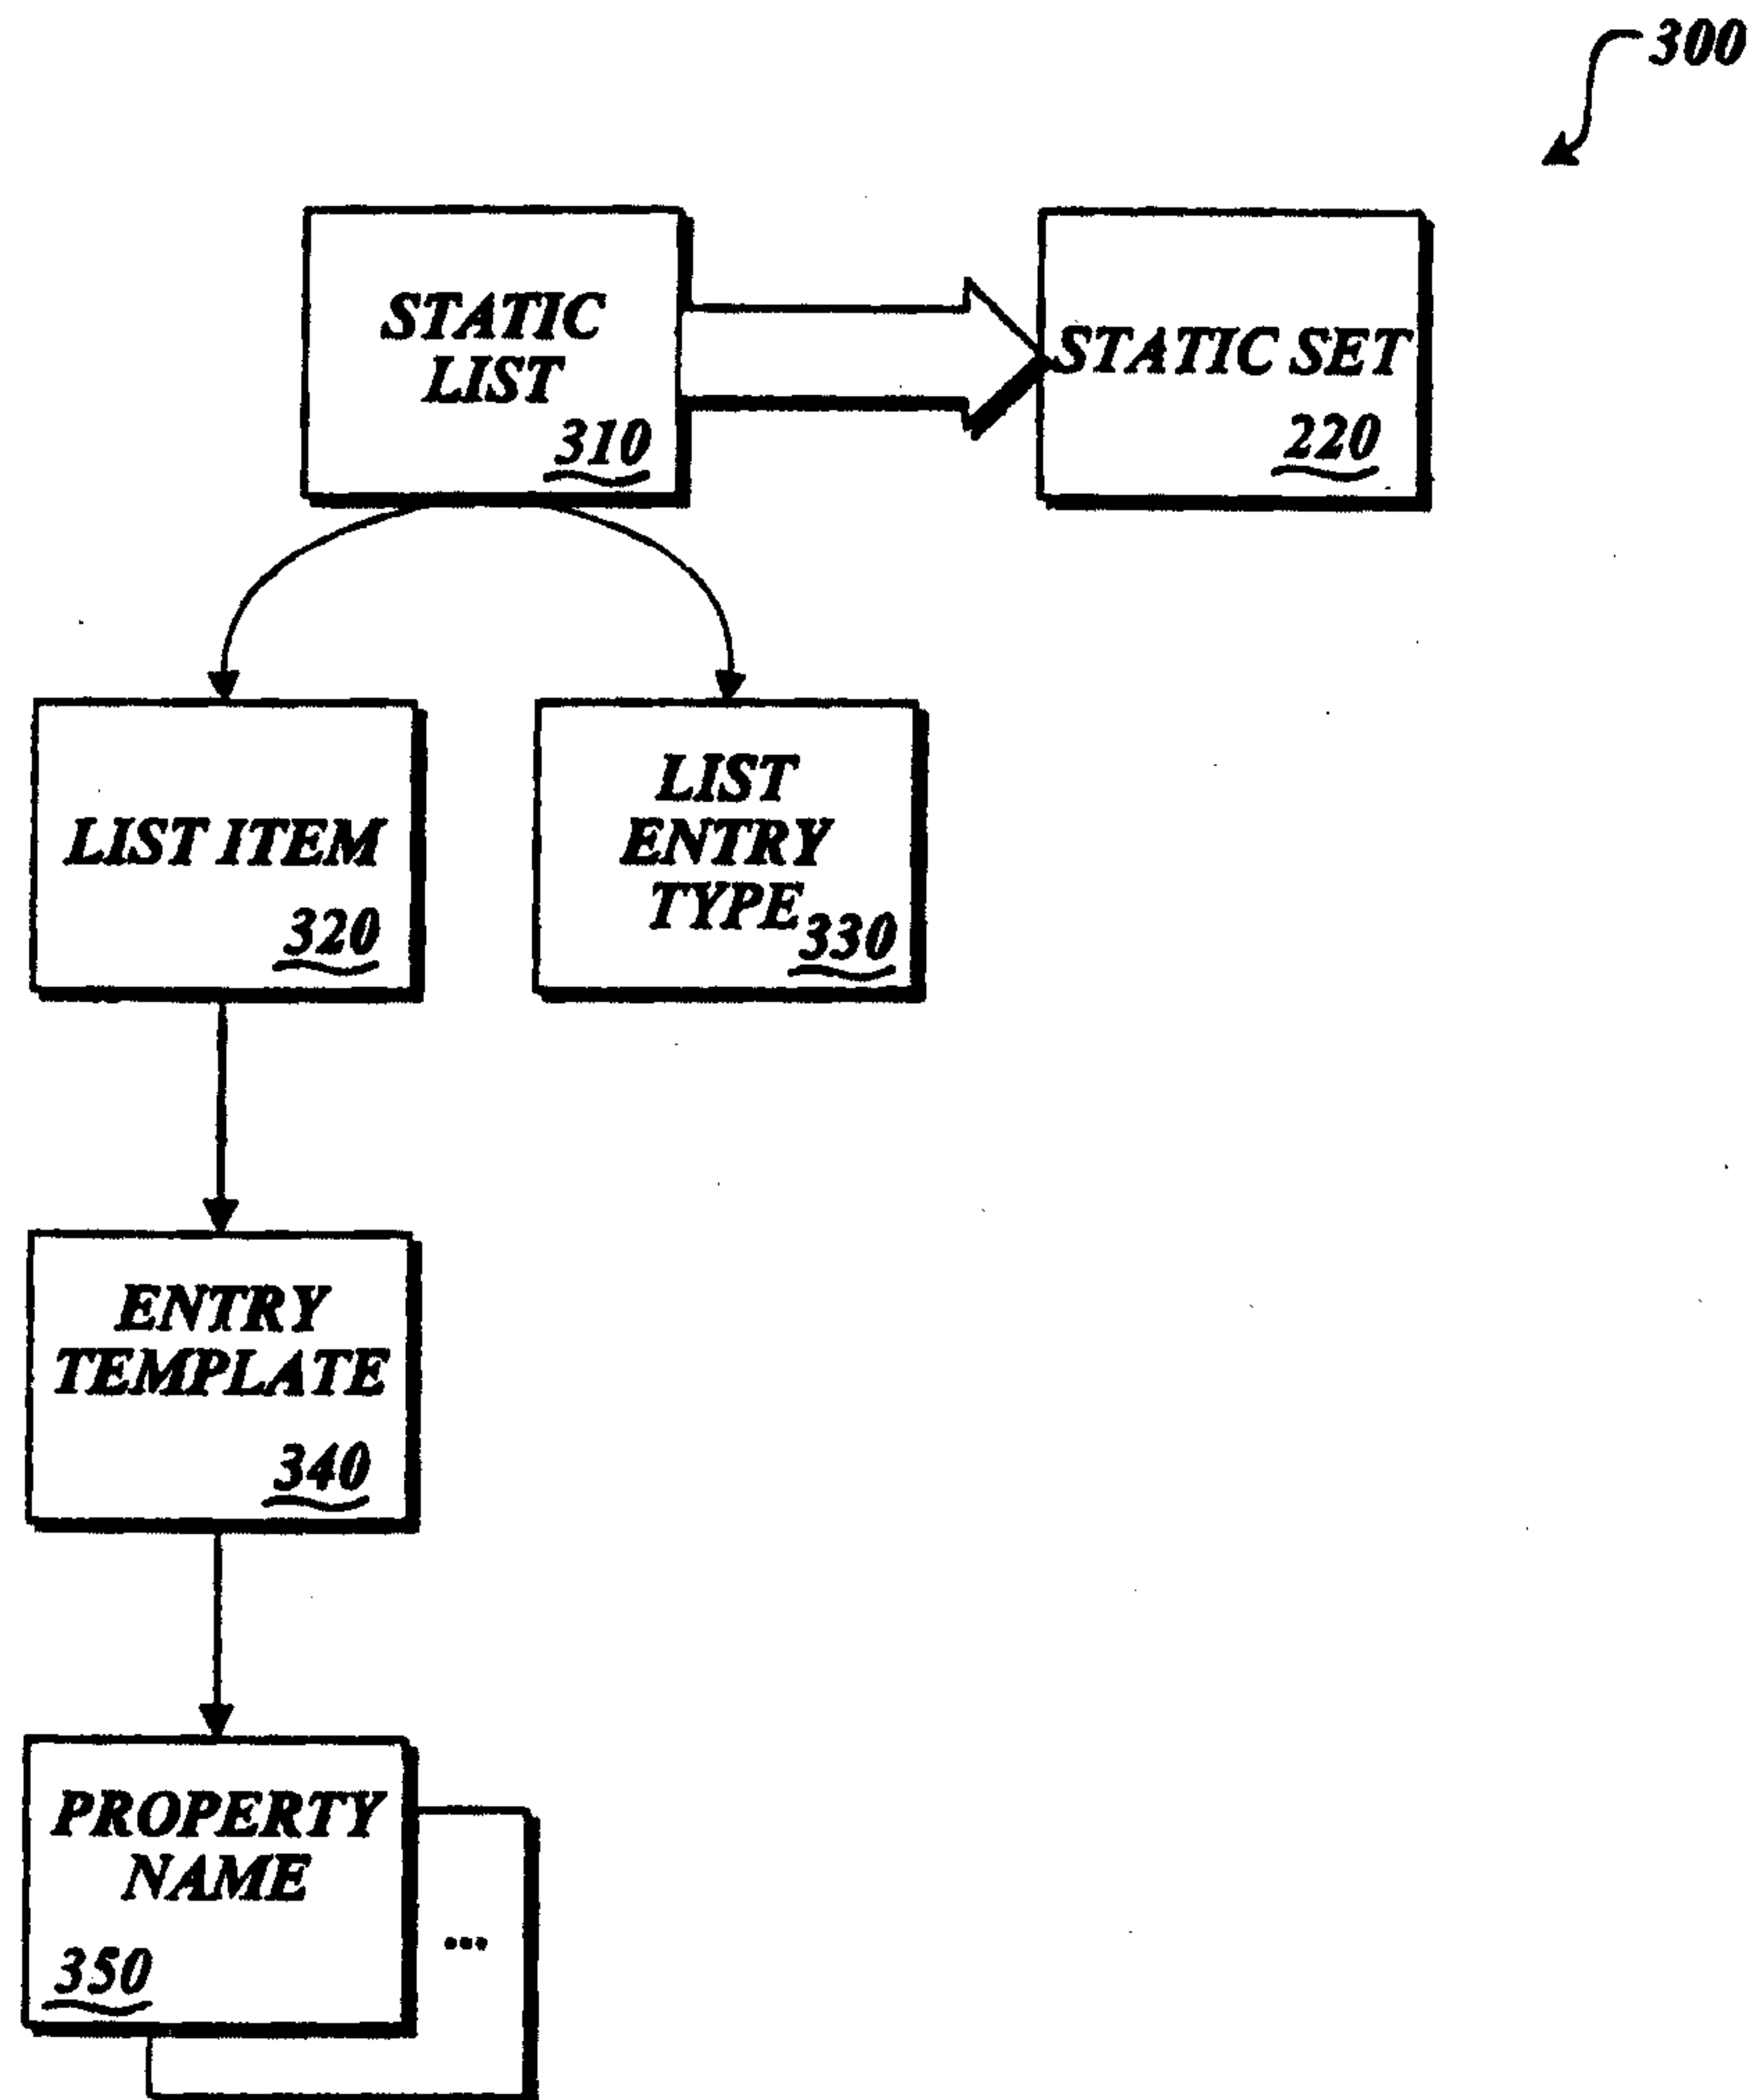 300
STATIC
LIST
310
STATIC SET
220
LIST ITEM
320
LIST
ENTRY
TYPE
330
ENTRY
TEMPLATE
340
PROPERTY
NAME
350
...